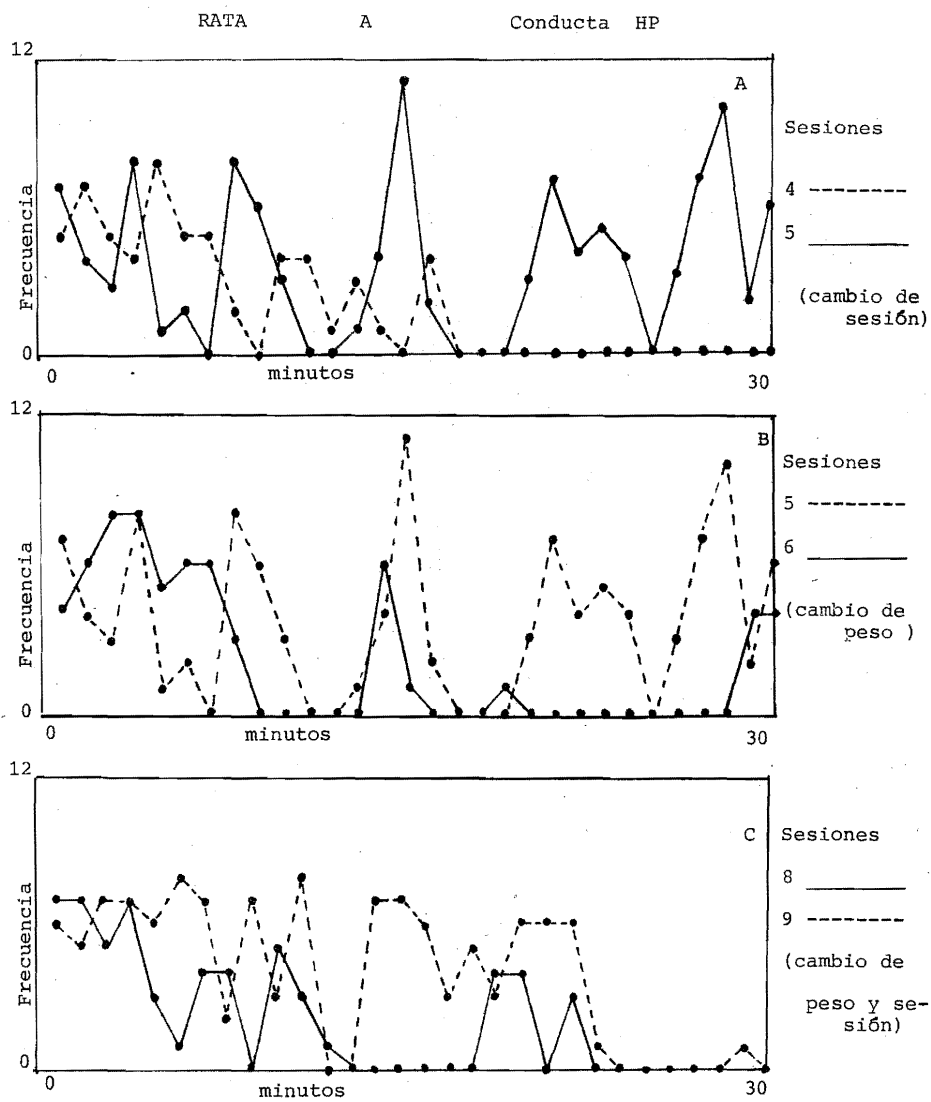 RATA A Conducta HP
12
A
Frecuencia
0
0 minutos 30
Sesiones
4
5
(cambio de
sesión)
12
B
Frecuencia
0
0 minutos 30
Sesiones
5
6
(cambio de
peso )
12
C
Frecuencia
0
0 minutos 30
Sesiones
8
9
(cambio de
peso y se-
sión)